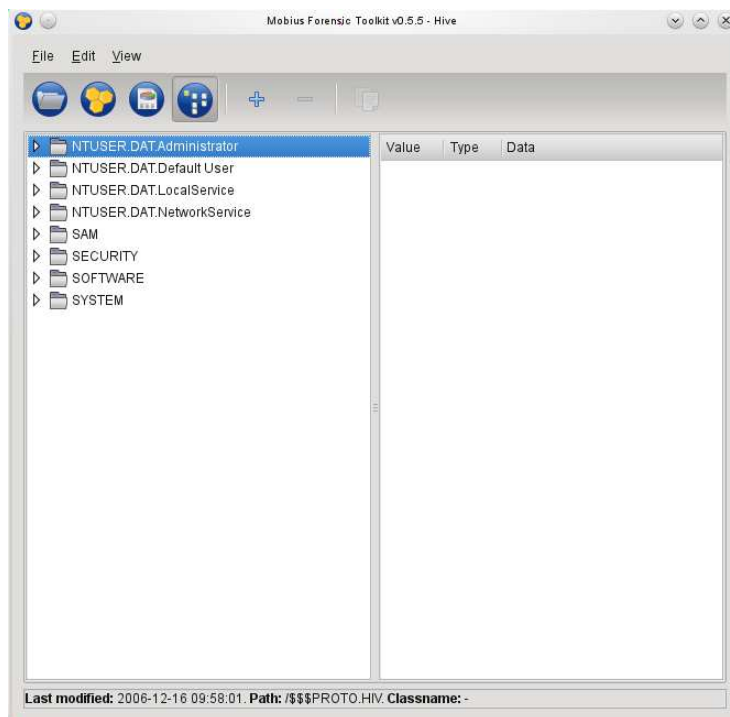 Mobius Forensic Toolkit v0.5.5 - Hive
File Edit View
NTUSER.DAT.Administrator
NTUSER.DAT.Default User
NTUSER.DAT.LocalService
NTUSER.DAT.NetworkService
SAM
SECURITY
SOFTWARE
SYSTEM
Value Type Data
Last modified: 2006-12-16 09:58:01. Path: /$$$PROTO.HIV. Classname: -